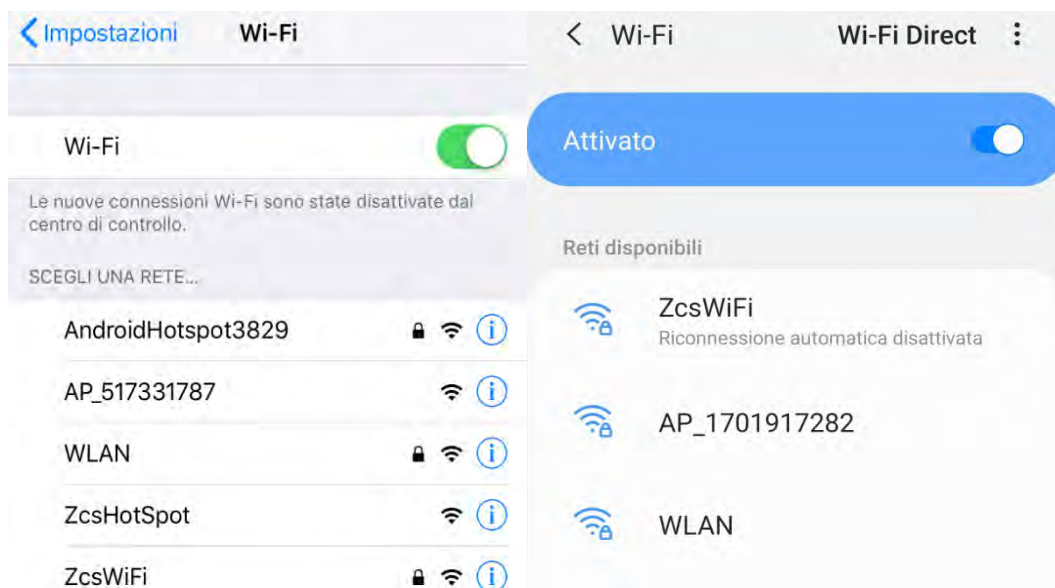 Impostazioni Wi-Fi
Wi-Fi
Le nuove connessioni Wi-Fi sono state disattivate dal
centro di controllo.
SCEGLI UNA RETE...
AndroidHotspot3829
AP_517331787
WLAN
ZcsHotSpot
ZcsWiFi
Wi-Fi Wi-Fi Direct
Attivato
Reti disponibili
ZcsWiFi
Riconnessione automatica disattivata
AP_1701917282
WLAN